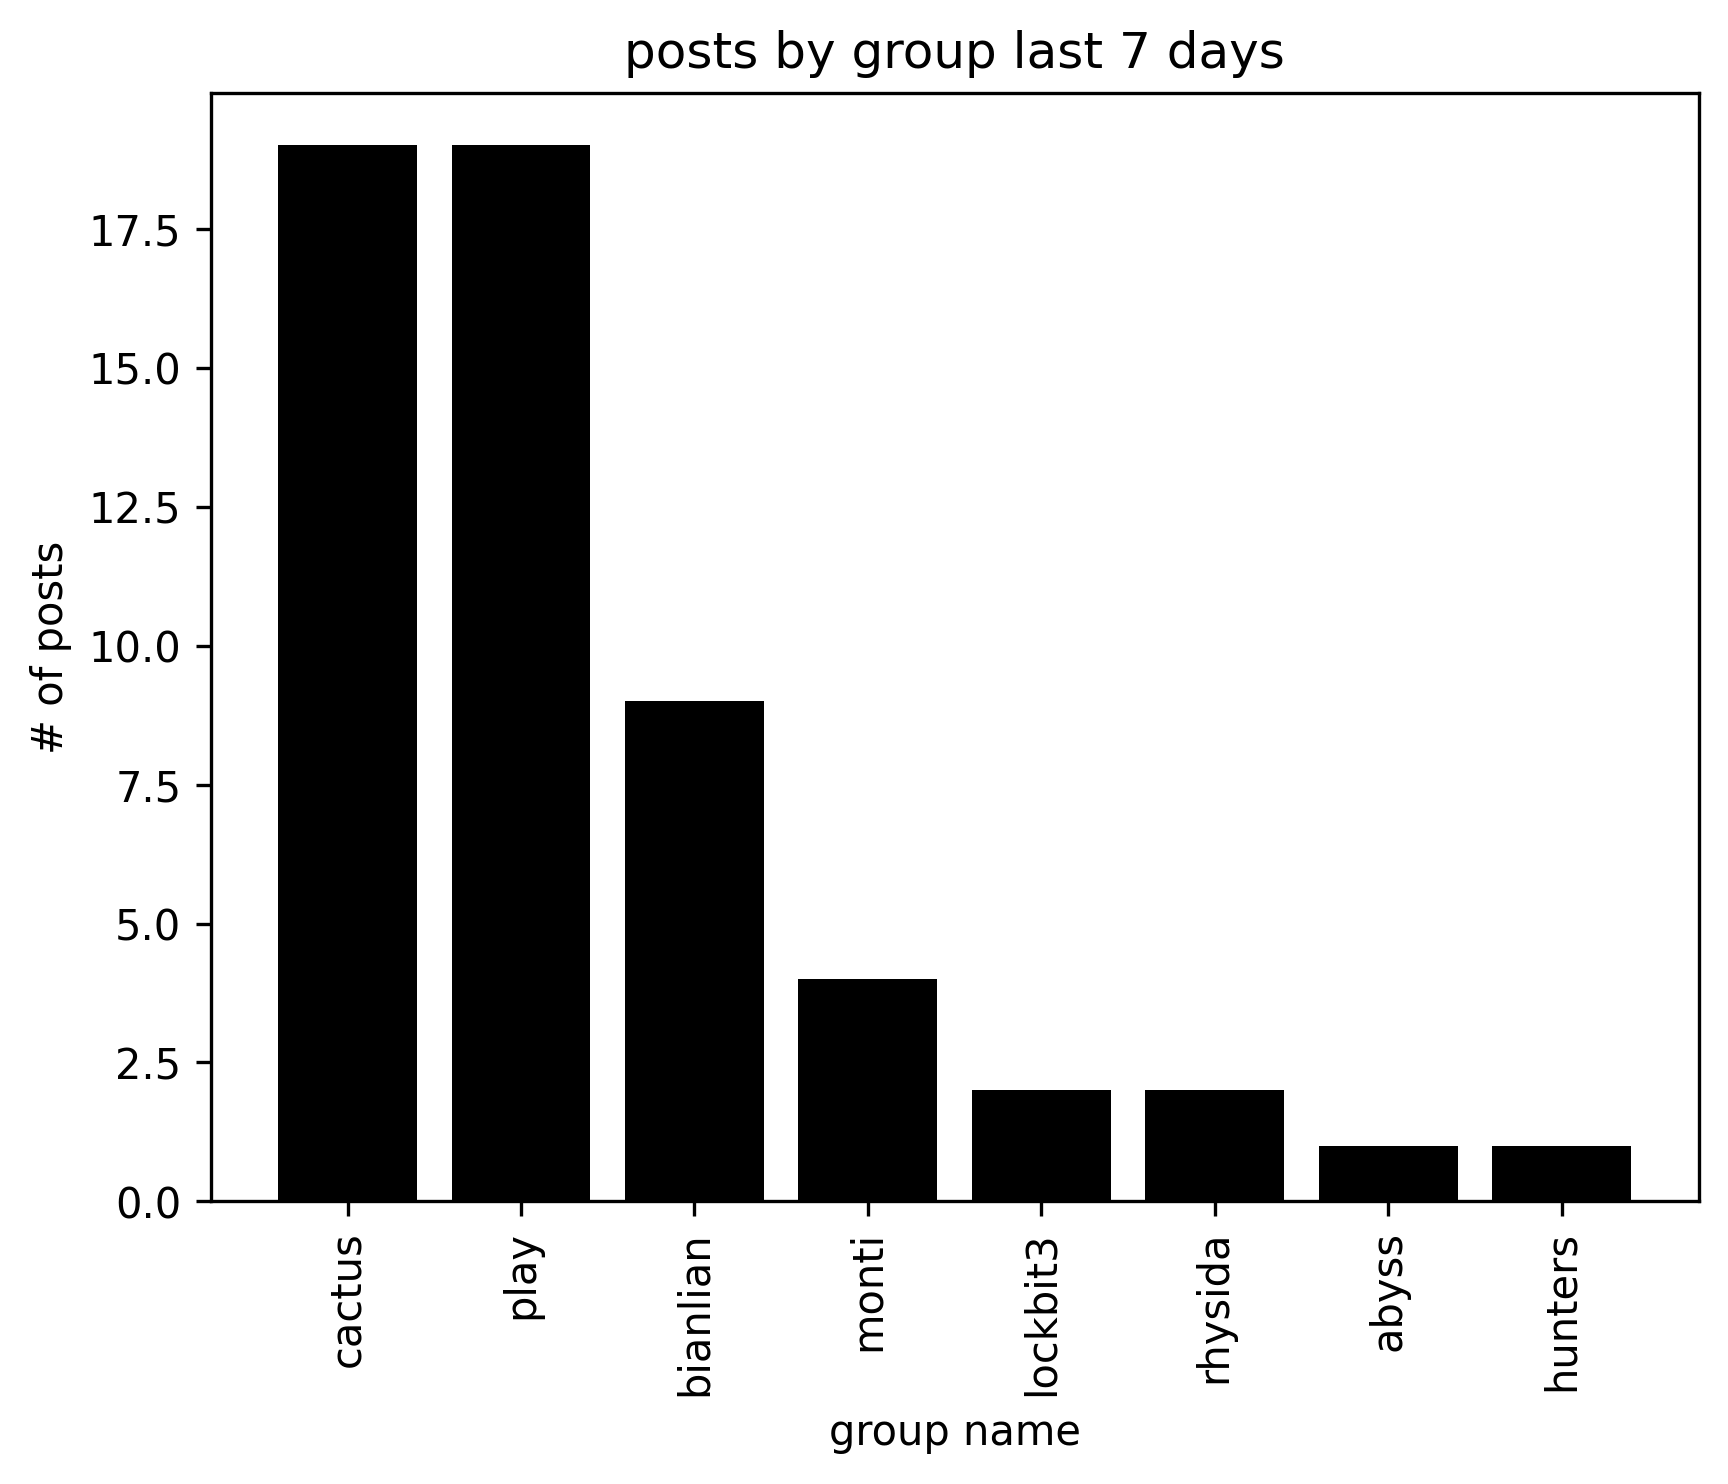 posts by group last 7 days
# of posts
17.5
15.0
12.5
10.0
7.5
5.0
2.5
0.0
cactus
play
bianlian
monti
lockbit3
rhysida
abyss
hunters
group name